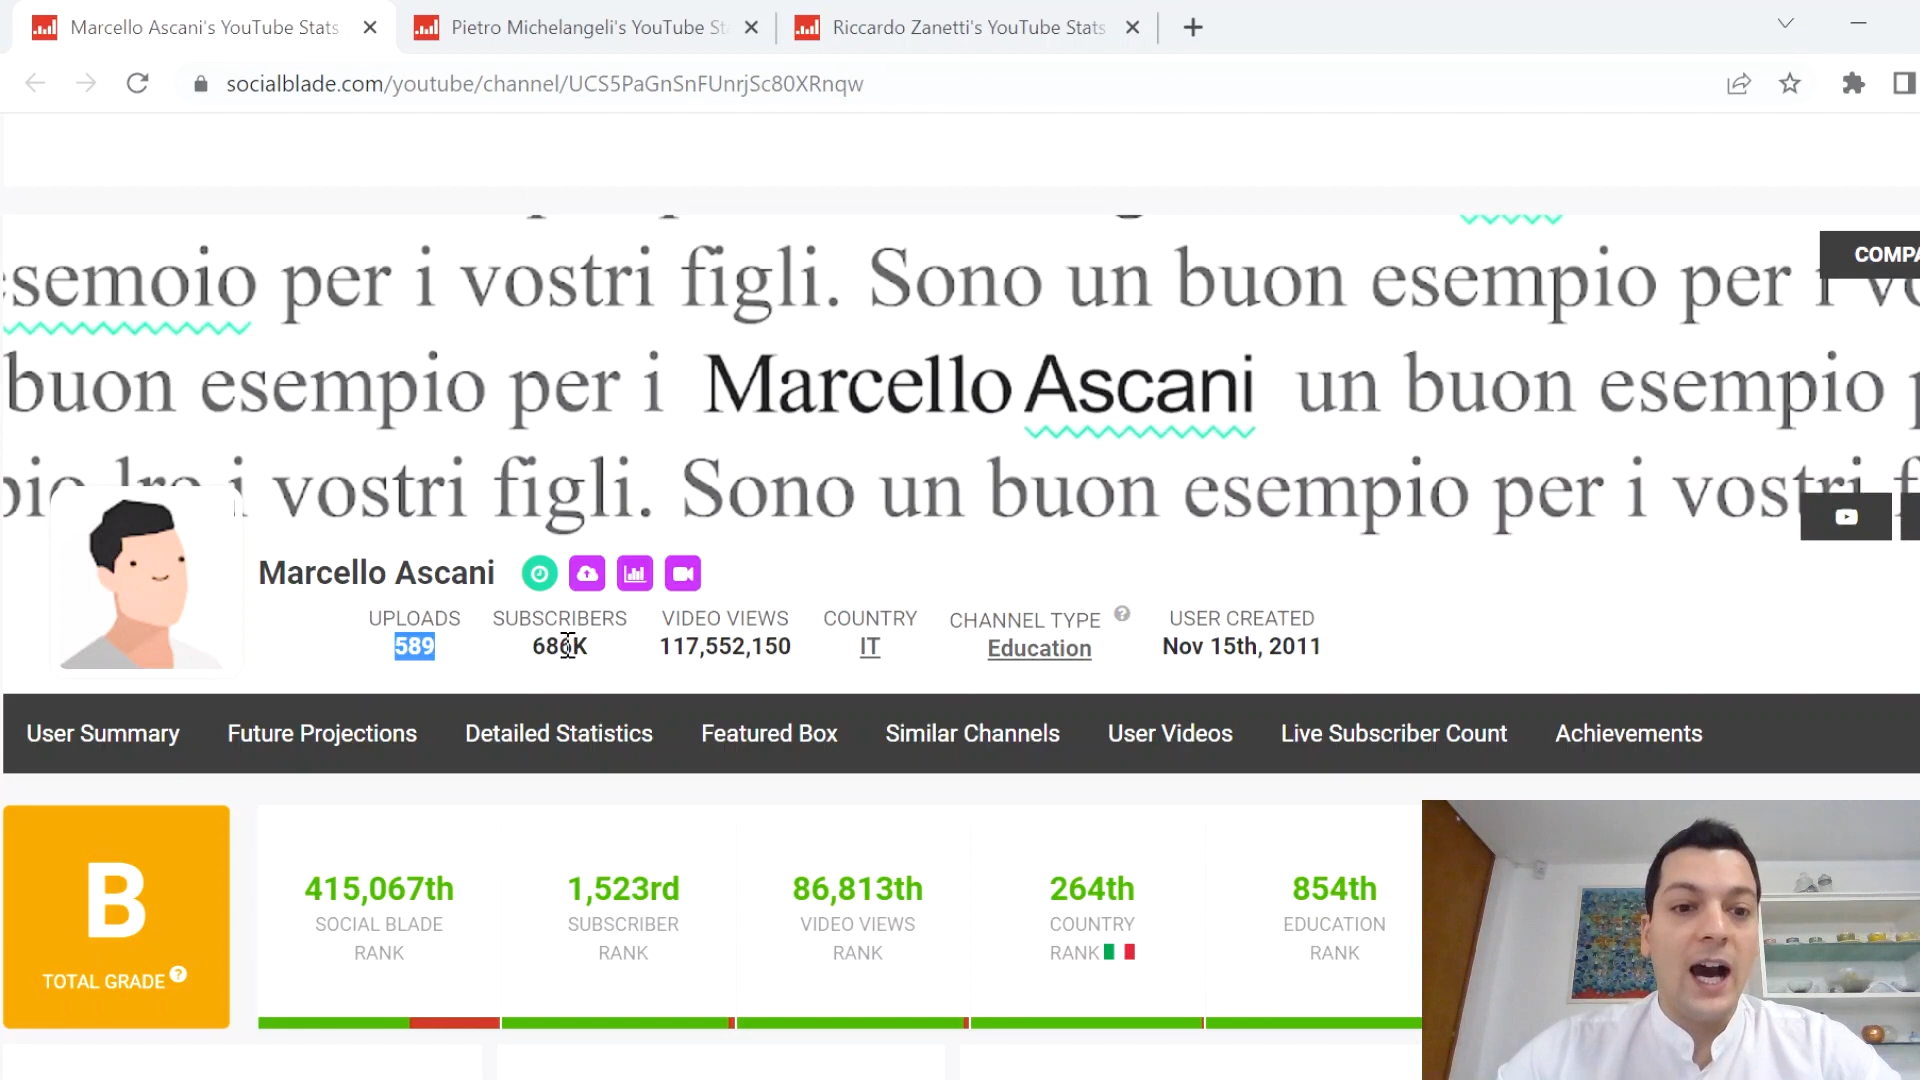 Marcello Ascani's YouTube Stats
Pietro Michelangeli's YouTube St
Riccardo Zanetti's YouTube Stats
socialblade.com/youtube/channel/UCS5PaGnSnFUnrjSc80XRnqw
COMPA
semoio per i vostri figli. Sono un buon esempio per i vo
buon esempio per i Marcello Ascani un buon esempio p
i vostri figli. Sono un buon esempio per i vostri f
Marcello Ascani
UPLOADS SUBSCRIBERS VIDEO VIEWS COUNTRY CHANNEL TYPE ? USER CREATED
589 686K 117,552,150 IT Education Nov 15th, 2011
User Summary Future Projections Detailed Statistics Featured Box Similar Channels User Videos Live Subscriber Count Achievements
B
TOTAL GRADE ?
415,067th 1,523rd 86,813th 264th 854th
SOCIAL BLADE SUBSCRIBER VIDEO VIEWS COUNTRY EDUCATION
RANK RANK RANK RANK RANK